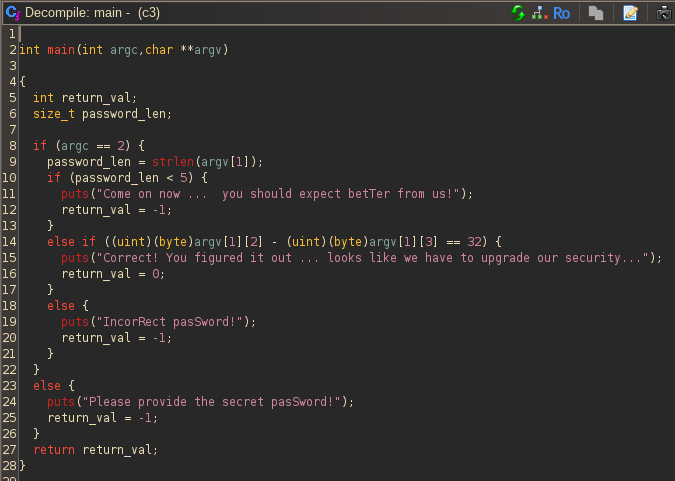 Decompile: main - (c3)
Ro
1
2 int main(int argc,char **argv)
3
4 {
5   int return_val;
6   size_t password_len;
7
8   if (argc == 2) {
9     password_len = strlen(argv[1]);
10     if (password_len < 5) {
11       puts("Come on now ...  you should expect betTer from us!");
12       return_val = -1;
13     }
14     else if ((uint)(byte)argv[1][2] - (uint)(byte)argv[1][3] == 32) {
15       puts("Correct! You figured it out ... looks like we have to upgrade our security...");
16       return_val = 0;
17     }
18     else {
19       puts("IncorRect pasSword!");
20       return_val = -1;
21     }
22   }
23   else {
24     puts("Please provide the secret pasSword!");
25     return_val = -1;
26   }
27   return return_val;
28 }